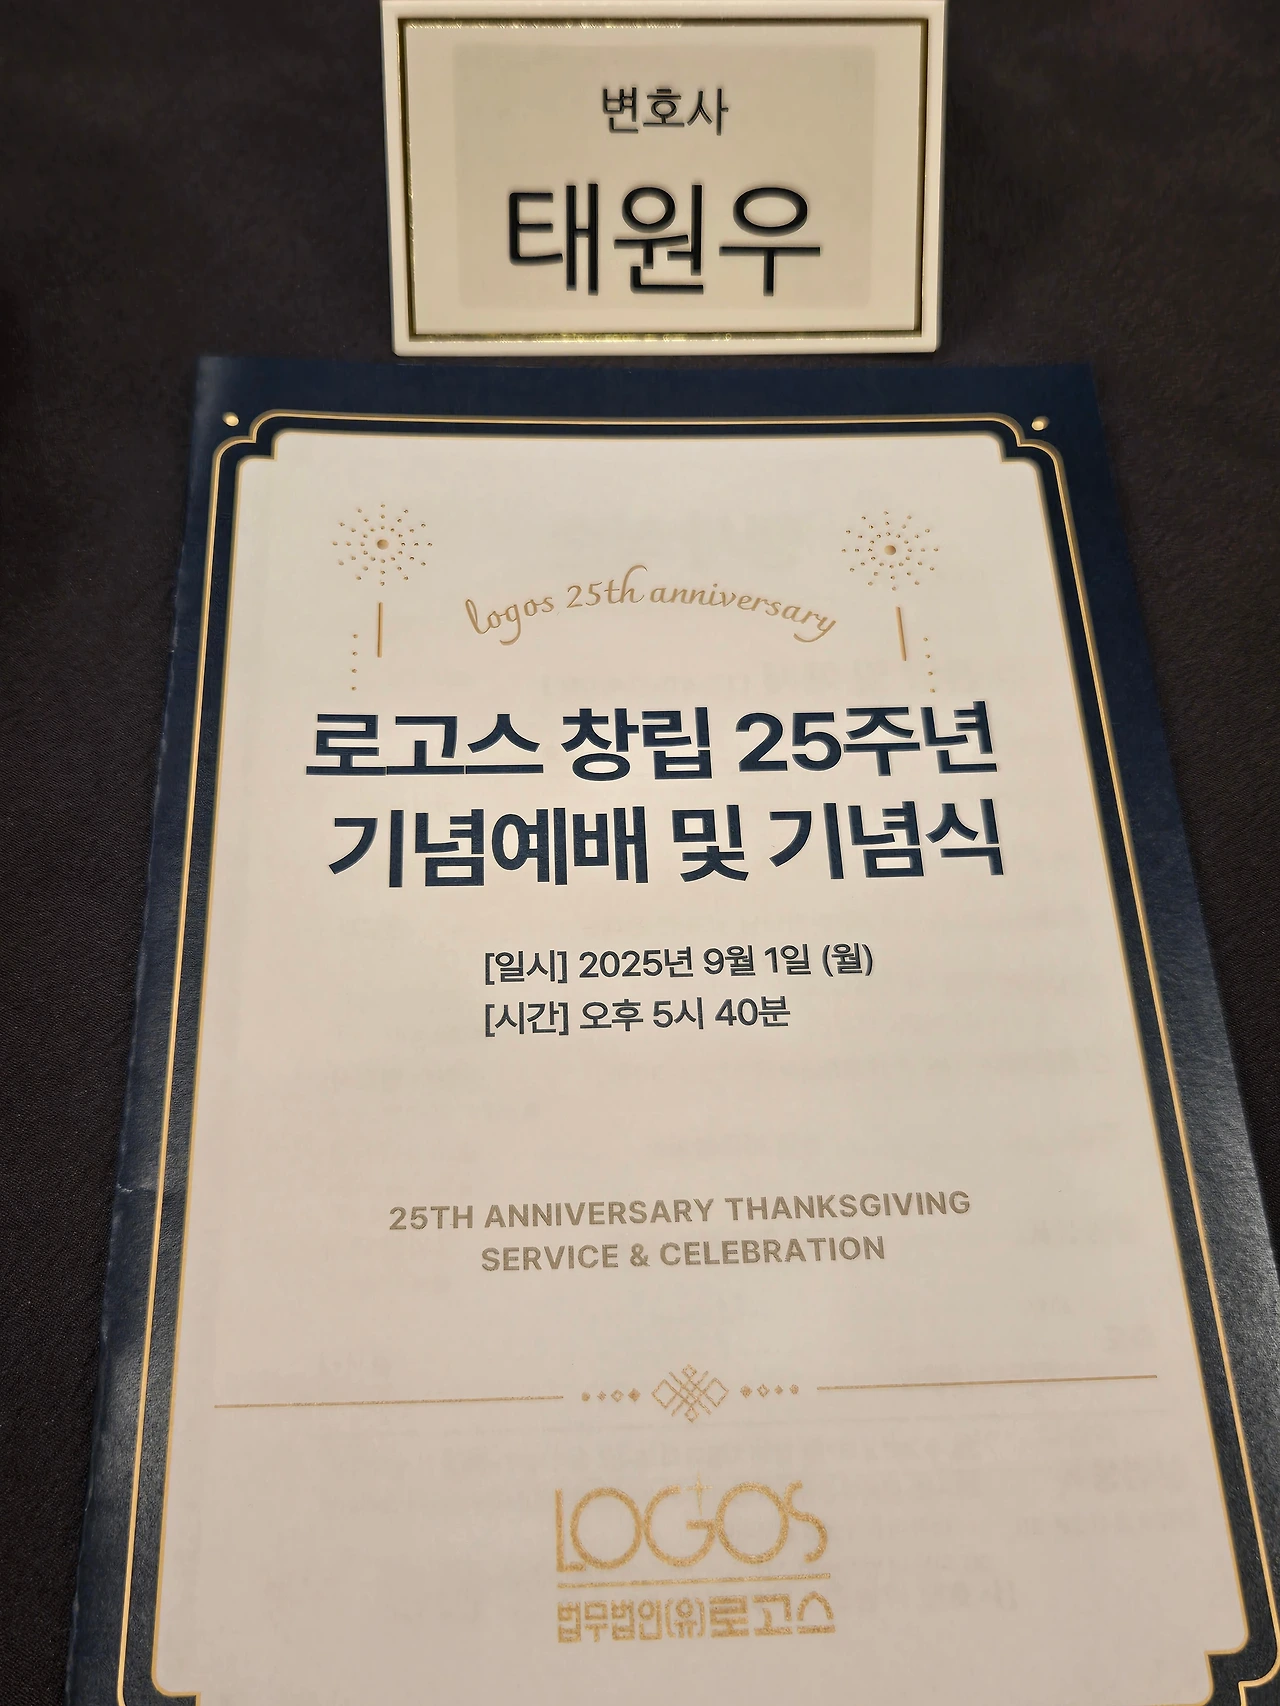 변호사
태원우
logos 25th anniversary
로고스 창립 25주년
기념예배 및 기념식
[일시] 2025년 9월 1일 (월)
[시간] 오후 5시 40분
25TH ANNIVERSARY THANKSGIVING
SERVICE & CELEBRATION
LOGOS
법무법인(유)로고스